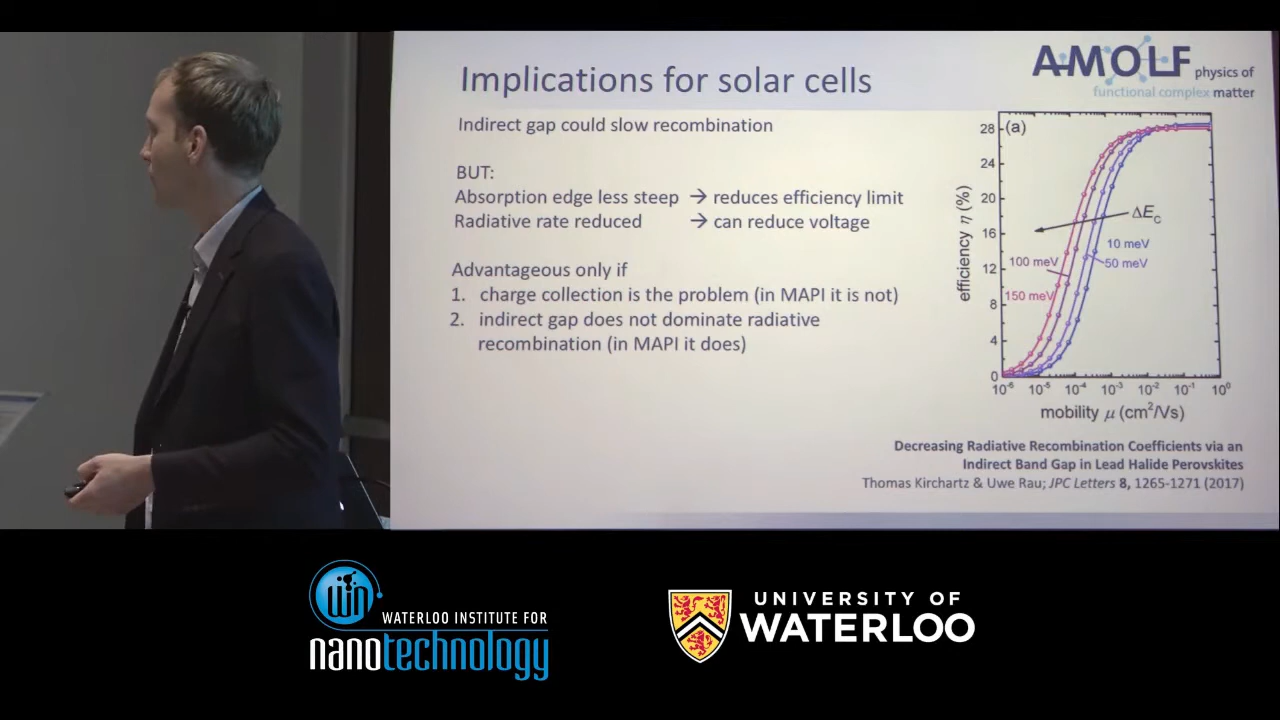 Implications for solar cells
AMOLF physics of
functional complex matter
Indirect gap could slow recombination
BUT:
Absorption edge less steep → reduces efficiency limit
Radiative rate reduced → can reduce voltage
Advantageous only if
1. charge collection is the problem (in MAPI it is not)
2. indirect gap does not dominate radiative
recombination (in MAPI it does)
(a)
efficiency η (%)
28
24
20
16
12
8
4
0
ΔE_C
10 meV
50 meV
100 meV
150 meV
10⁻⁶ 10⁻⁵ 10⁻⁴ 10⁻³ 10⁻² 10⁻¹ 10⁰
mobility μ (cm²/Vs)
Decreasing Radiative Recombination Coefficients via an
Indirect Band Gap in Lead Halide Perovskites
Thomas Kirchartz & Uwe Rau; JPC Letters 8, 1265-1271 (2017)
WATERLOO INSTITUTE FOR
nanotechnology
UNIVERSITY OF
WATERLOO